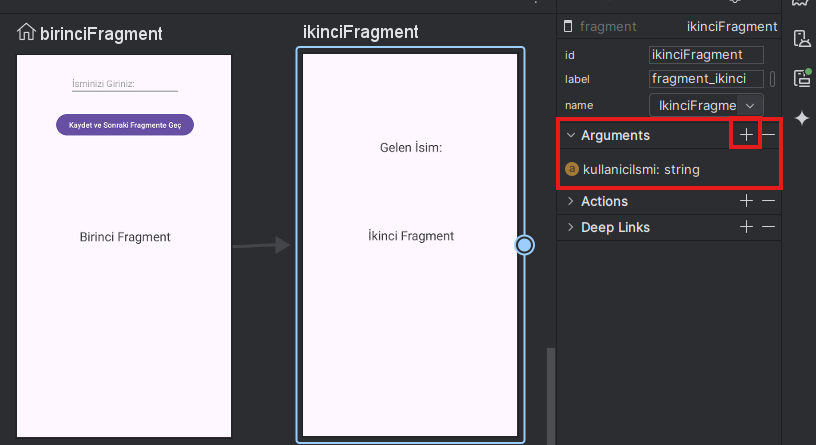 birinciFragment
İsminizi Giriniz:
Kaydet ve Sonraki Fragmente Geç
Birinci Fragment
ikinciFragment
Gelen İsim:
İkinci Fragment
fragment ikinciFragment
id ikinciFragment
label fragment_ikinci
name IkinciFragme
Arguments
a kullaniciIsmi: string
Actions
Deep Links